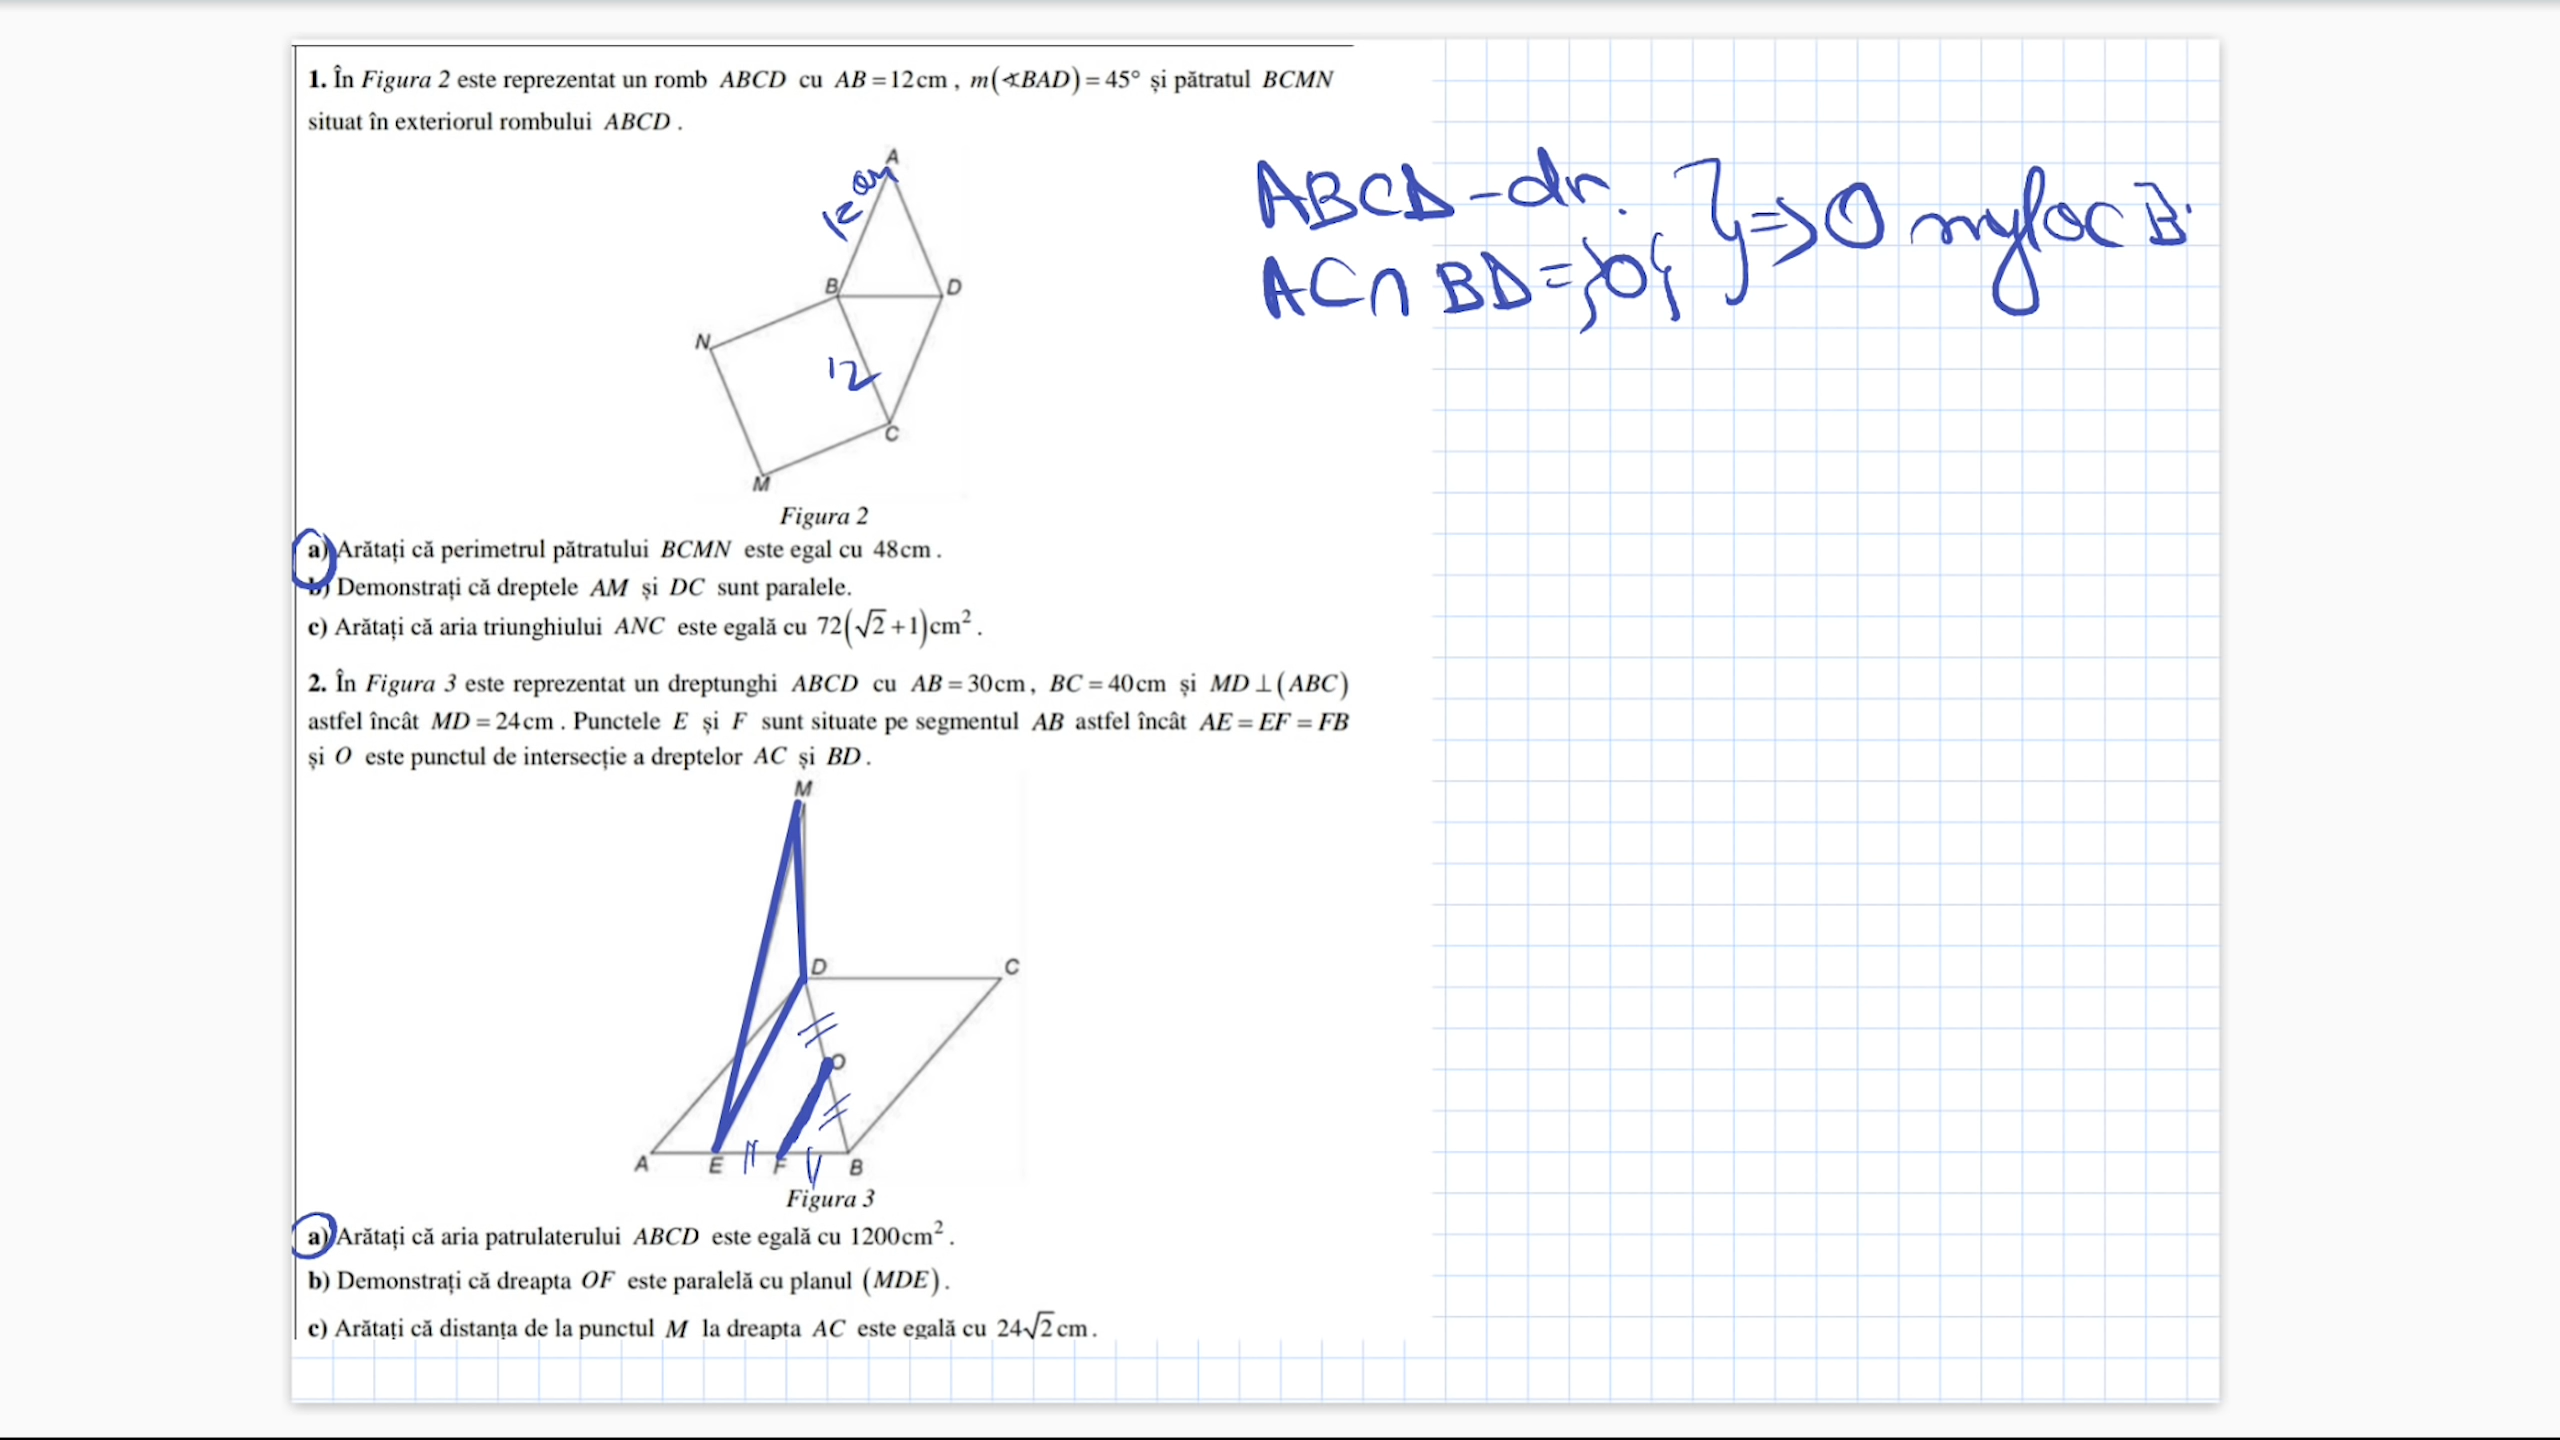 1. În Figura 2 este reprezentat un romb ABCD cu AB = 12cm , m(∢BAD) = 45° și pătratul BCMN
situat în exteriorul rombului ABCD .
A
12 cm
B
D
N
12
C
M
Figura 2
a) Arătați că perimetrul pătratului BCMN este egal cu 48cm .
b) Demonstrați că dreptele AM și DC sunt paralele.
c) Arătați că aria triunghiului ANC este egală cu 72(√2 +1)cm² .
2. În Figura 3 este reprezentat un dreptunghi ABCD cu AB = 30cm , BC = 40cm și MD ⊥ (ABC)
astfel încât MD = 24cm . Punctele E și F sunt situate pe segmentul AB astfel încât AE = EF = FB
și O este punctul de intersecție a dreptelor AC și BD .
M
D
C
O
A E F B
Figura 3
a) Arătați că aria patrulaterului ABCD este egală cu 1200cm² .
b) Demonstrați că dreapta OF este paralelă cu planul (MDE) .
c) Arătați că distanța de la punctul M la dreapta AC este egală cu 24√2 cm .
ABCD - dr. } => O mijloc B
AC ∩ BD = {O}